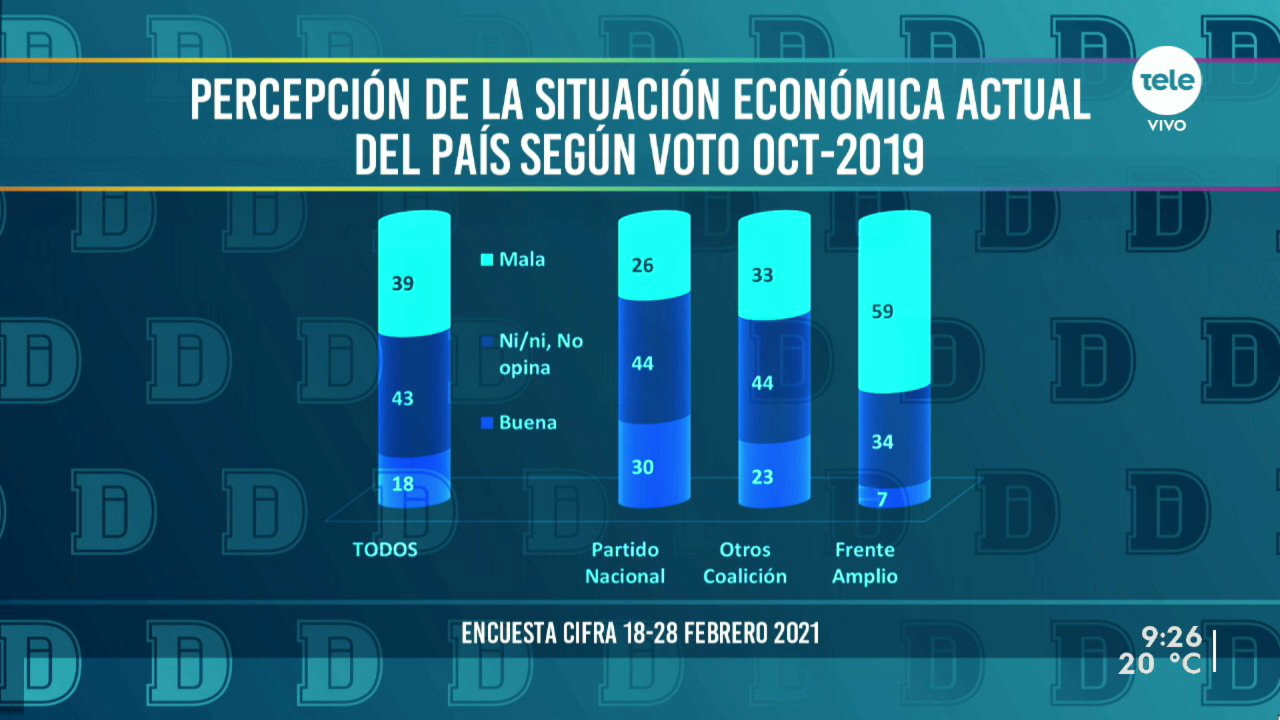 PERCEPCIÓN DE LA SITUACIÓN ECONÓMICA ACTUAL
DEL PAÍS SEGÚN VOTO OCT-2019
tele
VIVO
39
43
18
Mala
Ni/ni, No
opina
Buena
26
44
30
33
44
23
59
34
7
TODOS
Partido
Nacional
Otros
Coalición
Frente
Amplio
ENCUESTA CIFRA 18-28 FEBRERO 2021
9:26
20 °C